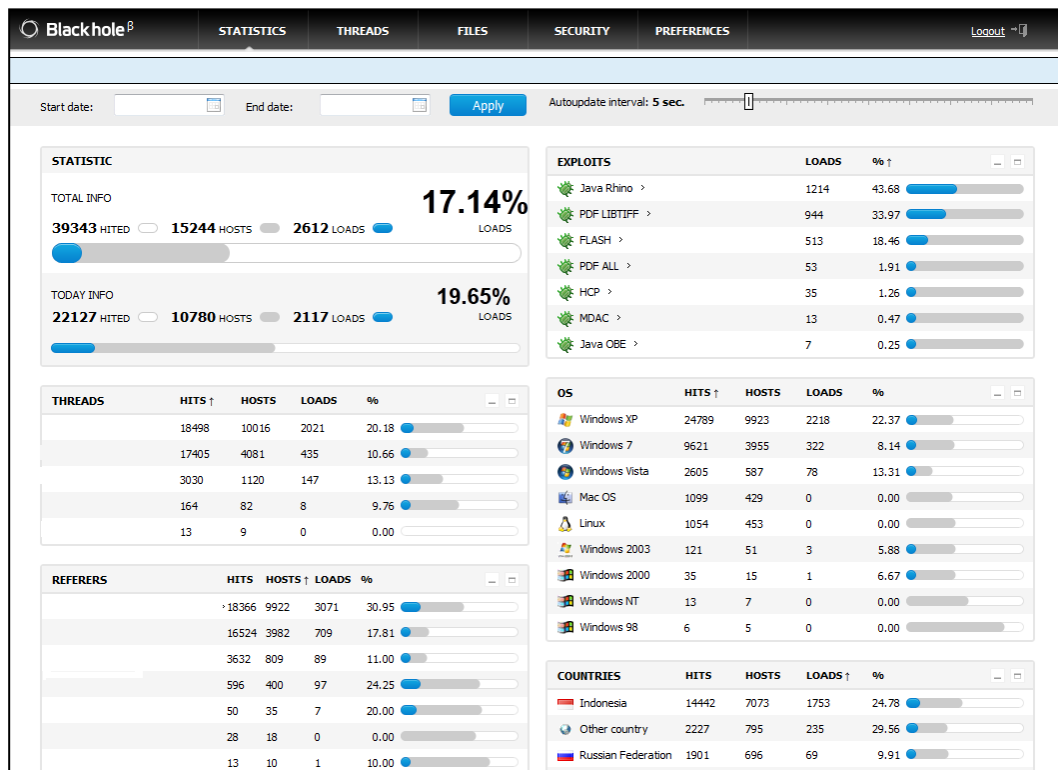 Blackhole β STATISTICS THREADS FILES SECURITY PREFERENCES Logout
Start date: End date: Apply Autoupdate interval: 5 sec.
STATISTIC
TOTAL INFO
17.14%
39343 HITED 15244 HOSTS 2612 LOADS LOADS
TODAY INFO
19.65%
22127 HITED 10780 HOSTS 2117 LOADS LOADS
THREADS HITS ↑ HOSTS LOADS %
18498 10016 2021 20.18
17405 4081 435 10.66
3030 1120 147 13.13
164 82 8 9.76
13 9 0 0.00
REFERERS HITS HOSTS ↑ LOADS %
18366 9922 3071 30.95
16524 3982 709 17.81
3632 809 89 11.00
596 400 97 24.25
50 35 7 20.00
28 18 0 0.00
13 10 1 10.00
EXPLOITS LOADS % ↑
Java Rhino > 1214 43.68
PDF LIBTIFF > 944 33.97
FLASH > 513 18.46
PDF ALL > 53 1.91
HCP > 35 1.26
MDAC > 13 0.47
Java OBE > 7 0.25
OS HITS ↑ HOSTS LOADS %
Windows XP 24789 9923 2218 22.37
Windows 7 9621 3955 322 8.14
Windows Vista 2605 587 78 13.31
Mac OS 1099 429 0 0.00
Linux 1054 453 0 0.00
Windows 2003 121 51 3 5.88
Windows 2000 35 15 1 6.67
Windows NT 13 7 0 0.00
Windows 98 6 5 0 0.00
COUNTRIES HITS HOSTS LOADS ↑ %
Indonesia 14442 7073 1753 24.78
Other country 2227 795 235 29.56
Russian Federation 1901 696 69 9.91